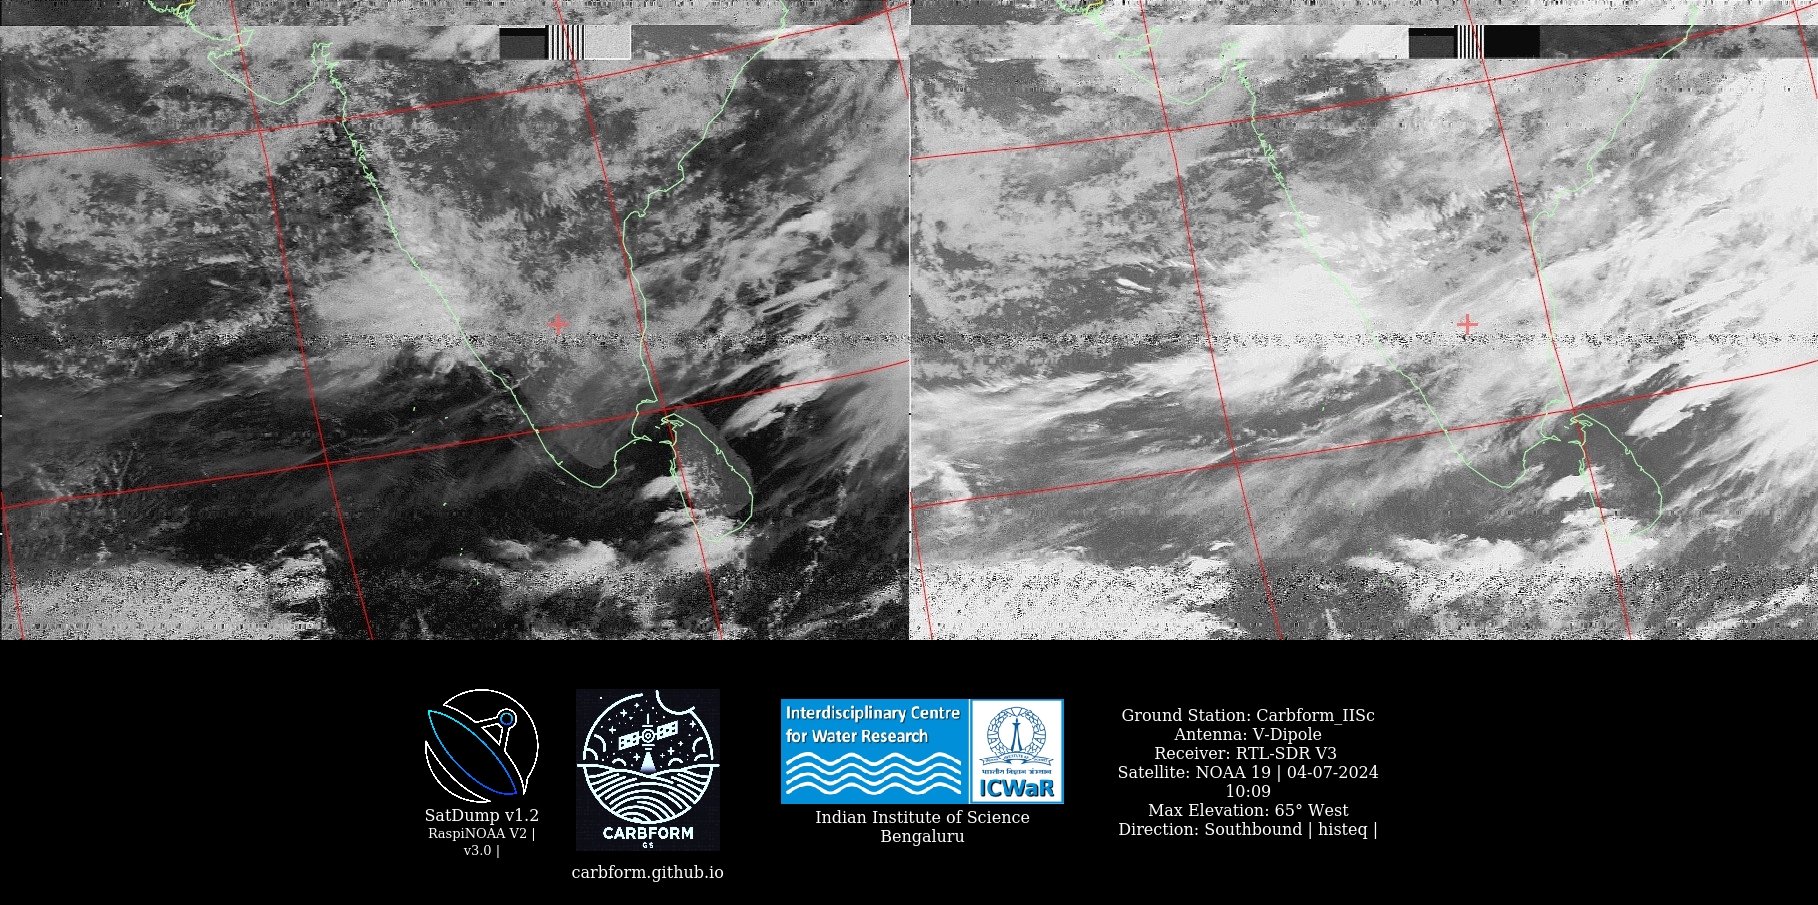 SatDump v1.2
RaspiNOAA V2 |
v3.0 |
CARBFORM
GS
carbform.github.io
Interdisciplinary Centre
for Water Research
ICWaR
Indian Institute of Science
Bengaluru
Ground Station: Carbform_IISc
Antenna: V-Dipole
Receiver: RTL-SDR V3
Satellite: NOAA 19 | 04-07-2024
10:09
Max Elevation: 65° West
Direction: Southbound | histeq |